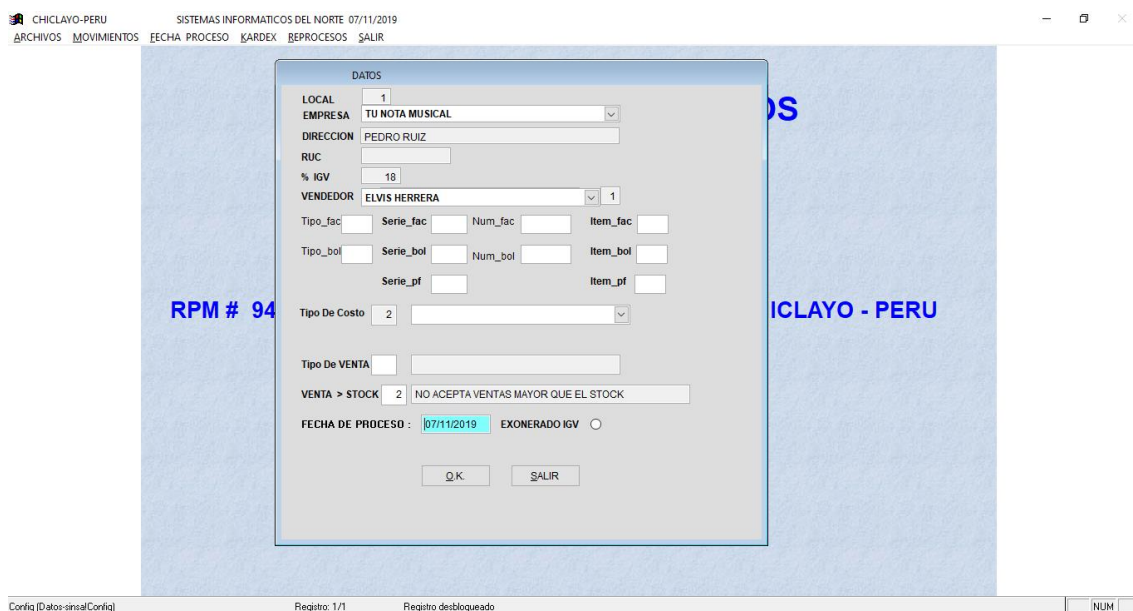 CHICLAYO-PERU SISTEMAS INFORMATICOS DEL NORTE 07/11/2019
ARCHIVOS MOVIMIENTOS FECHA PROCESO KARDEX REPROCESOS SALIR
DATOS
OS
LOCAL 1
EMPRESA TU NOTA MUSICAL
DIRECCION PEDRO RUIZ
RUC
% IGV 18
VENDEDOR ELVIS HERRERA 1
Tipo_fac Serie_fac Num_fac Item_fac
Tipo_bol Serie_bol Num_bol Item_bol
Serie_pf Item_pf
RPM # 94 ICLAYO - PERU
Tipo De Costo 2
Tipo De VENTA
VENTA > STOCK 2 NO ACEPTA VENTAS MAYOR QUE EL STOCK
FECHA DE PROCESO : 07/11/2019 EXONERADO IGV
O.K. SALIR
Config (Datos-sinsa!Config) Registro: 1/1 Registro desbloqueado NUM